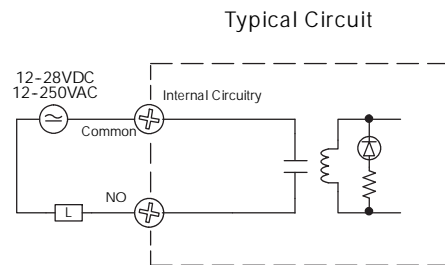 Typical Circuit
12-28VDC
12-250VAC
Internal Circuitry
Common
NO
L